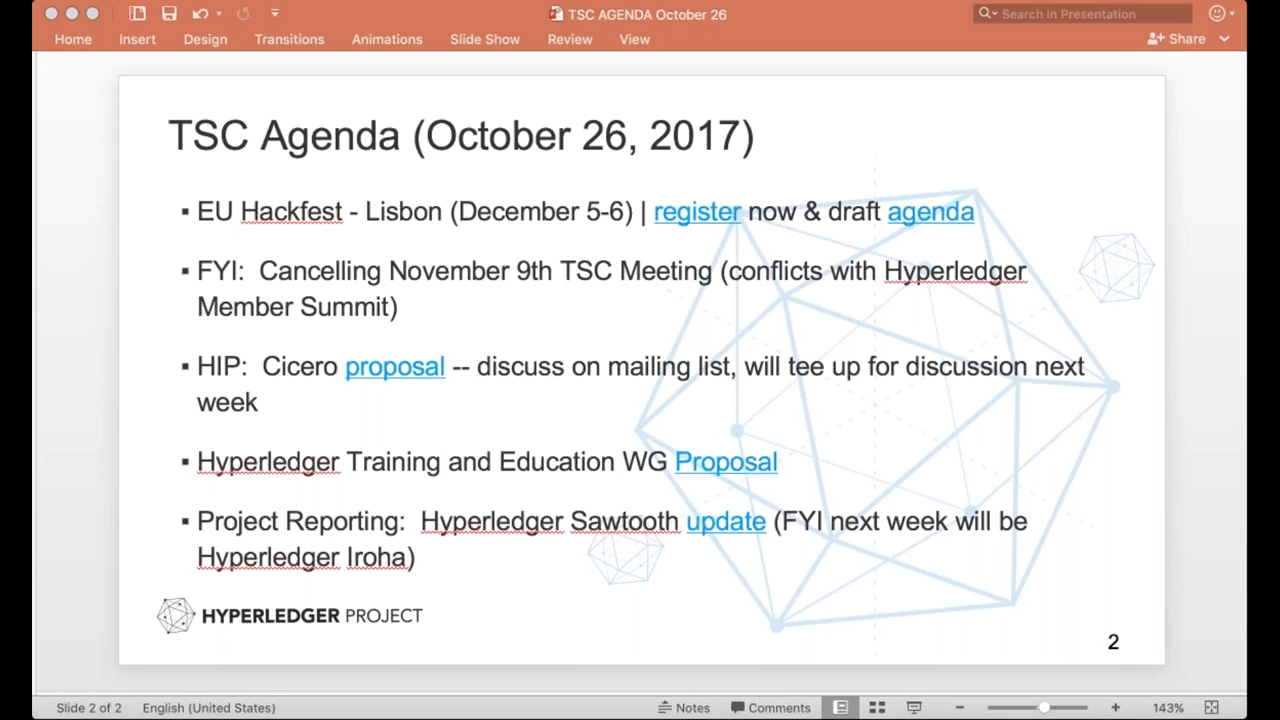 TSC AGENDA October 26
Search in Presentation
Home Insert Design Transitions Animations Slide Show Review View Share
TSC Agenda (October 26, 2017)
▪ EU Hackfest - Lisbon (December 5-6) | register now & draft agenda
▪ FYI: Cancelling November 9th TSC Meeting (conflicts with Hyperledger
Member Summit)
▪ HIP: Cicero proposal -- discuss on mailing list, will tee up for discussion next
week
▪ Hyperledger Training and Education WG Proposal
▪ Project Reporting: Hyperledger Sawtooth update (FYI next week will be
Hyperledger Iroha)
HYPERLEDGER PROJECT
2
Slide 2 of 2 English (United States) Notes Comments 143%